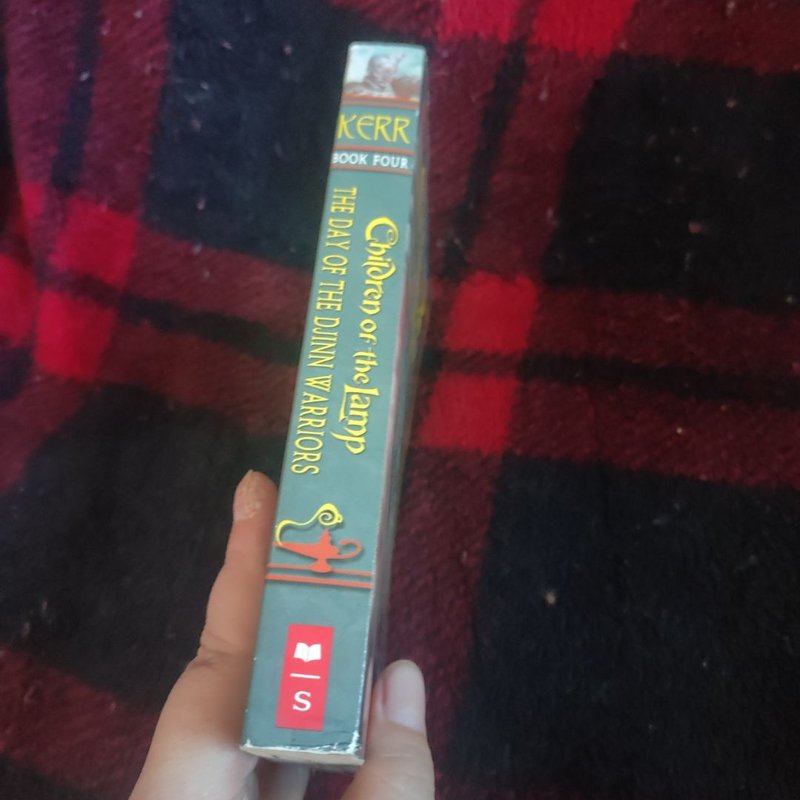 KERR
BOOK FOUR
Children of the Lamp
THE DAY OF THE DJINN WARRIORS
S